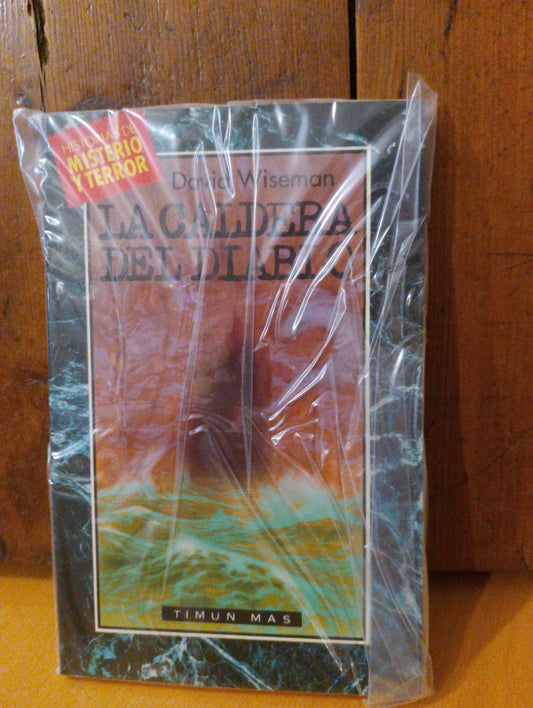 HISTORIAS DE
MISTERIO
Y TERROR
David Wiseman
LA CALDERA
DEL DIABLO
TIMUN MAS